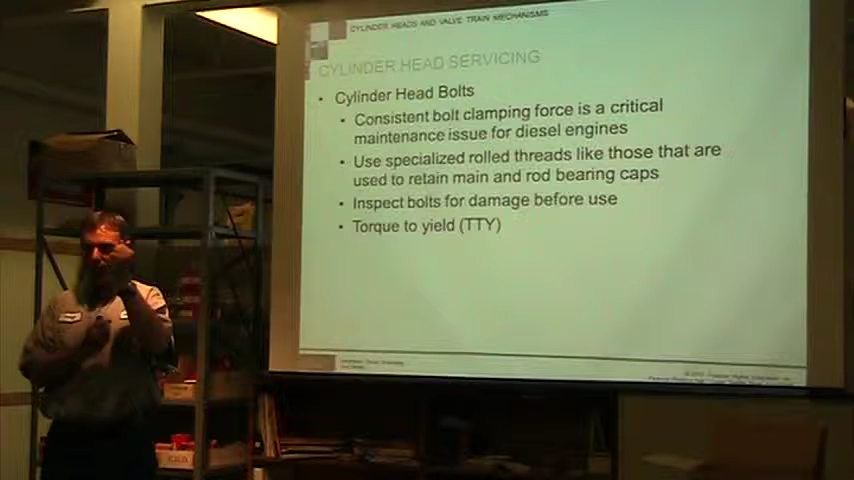 CYLINDER HEADS AND VALVE TRAIN MECHANISMS
CYLINDER HEAD SERVICING
• Cylinder Head Bolts
• Consistent bolt clamping force is a critical
maintenance issue for diesel engines
• Use specialized rolled threads like those that are
used to retain main and rod bearing caps
• Inspect bolts for damage before use
• Torque to yield (TTY)